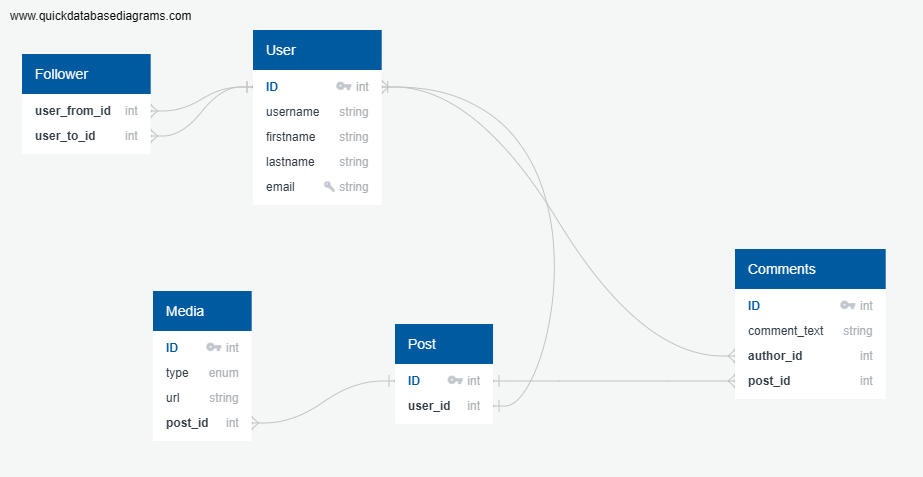 www.quickdatabasediagrams.com
Follower
user_from_id int
user_to_id int
User
ID int
username string
firstname string
lastname string
email string
Media
ID int
type enum
url string
post_id int
Post
ID int
user_id int
Comments
ID int
comment_text string
author_id int
post_id int